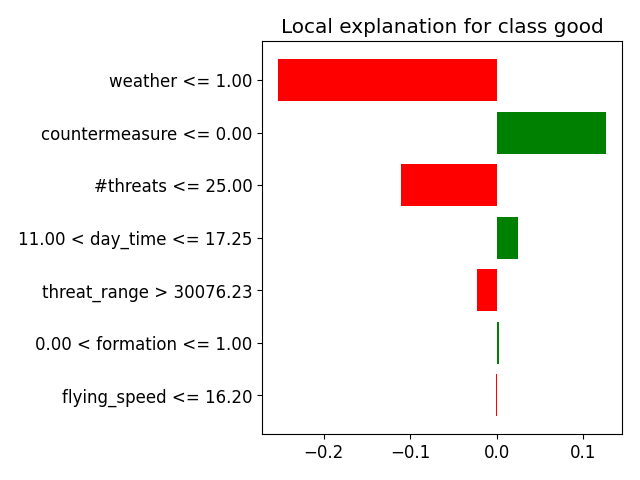 Local explanation for class good
weather <= 1.00
countermeasure <= 0.00
#threats <= 25.00
11.00 < day_time <= 17.25
threat_range > 30076.23
0.00 < formation <= 1.00
flying_speed <= 16.20
−0.2 −0.1 0.0 0.1